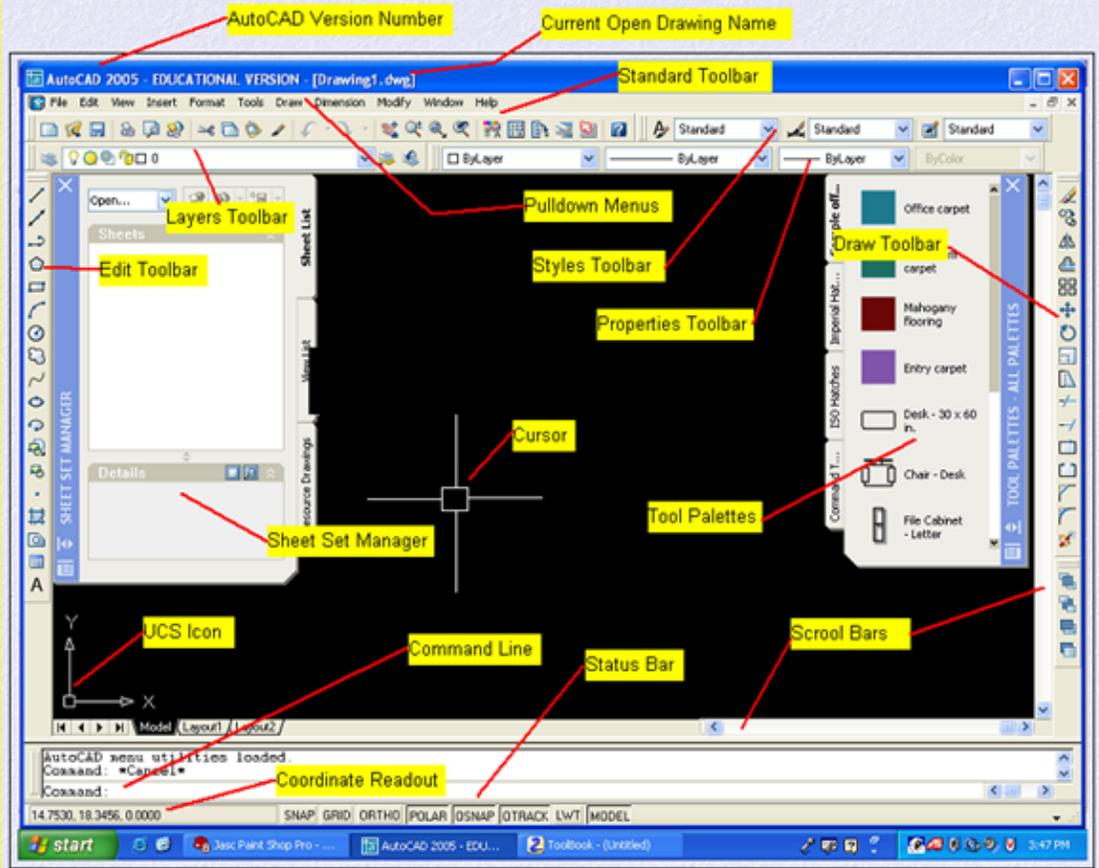 AutoCAD Version Number
Current Open Drawing Name
AutoCAD 2005 - EDUCATIONAL VERSION - [Drawing1.dwg]
Standard Toolbar
File Edit View Insert Format Tools Draw Dimension Modify Window Help
Standard Standard Standard
0 ByLayer ByLayer ByLayer ByColor
Open...
Layers Toolbar
Pulldown Menus
Sheets
Sheet List
Edit Toolbar
Styles Toolbar
Properties Toolbar
View List
Cursor
Details
Resource Drawings
Sheet Set Manager
SHEET SET MANAGER
Office carpet
Draw Toolbar
carpet
Mahogany
flooring
Entry carpet
Desk - 30 x 60
in.
Chair - Desk
File Cabinet
- Letter
Imperial Hat...
ISO Hatches
Command T...
TOOL PALETTES - ALL PALETTES
Tool Palettes
A
Y
UCS Icon
X
Command Line
Status Bar
Scrool Bars
Model Layout1 Layout2
AutoCAD menu utilities loaded.
Command: *Cancel*
Command:
Coordinate Readout
14.7530, 18.3456, 0.0000 SNAP GRID ORTHO POLAR OSNAP OTRACK LWT MODEL
start Jasc Paint Shop Pro - ... AutoCAD 2005 - EDU... ToolBook - (Untitled) 3:47 PM